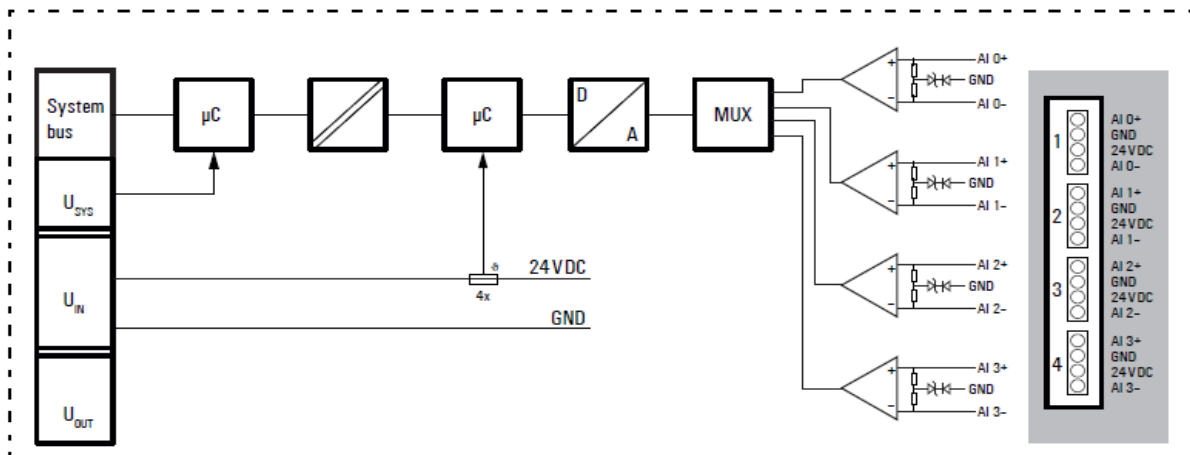 System
bus
µC
µC
D
A
MUX
U SYS
U IN
U OUT
ϑ
24 VDC
4x
GND
+
−
AI 0+
GND
AI 0−
+
−
AI 1+
GND
AI 1−
+
−
AI 2+
GND
AI 2−
+
−
AI 3+
GND
AI 3−
1
AI 0+
GND
24 VDC
AI 0−
2
AI 1+
GND
24 VDC
AI 1−
3
AI 2+
GND
24 VDC
AI 2−
4
AI 3+
GND
24 VDC
AI 3−